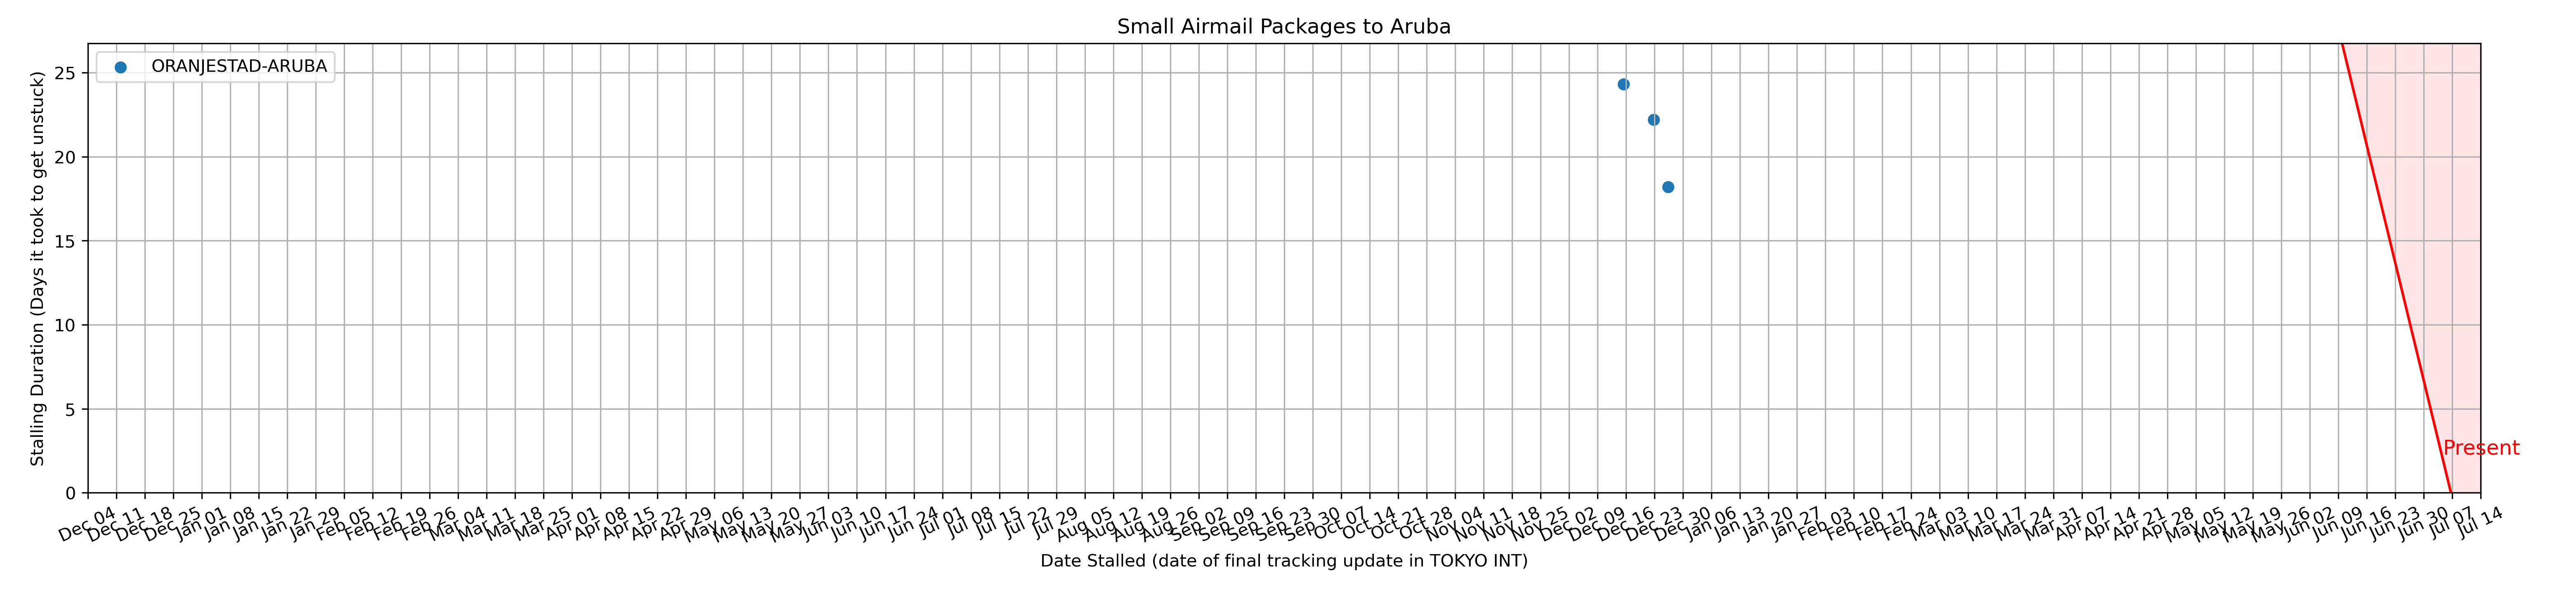 Small Airmail Packages to Aruba
ORANJESTAD-ARUBA
Stalling Duration (Days it took to get unstuck)
25
20
15
10
5
0
Present
Dec 04 Dec 11 Dec 18 Dec 25 Jan 01 Jan 08 Jan 15 Jan 22 Jan 29 Feb 05 Feb 12 Feb 19 Feb 26 Mar 04 Mar 11 Mar 18 Mar 25 Apr 01 Apr 08 Apr 15 Apr 22 Apr 29 May 06 May 13 May 20 May 27 Jun 03 Jun 10 Jun 17 Jun 24 Jul 01 Jul 08 Jul 15 Jul 22 Jul 29 Aug 05 Aug 12 Aug 19 Aug 26 Sep 02 Sep 09 Sep 16 Sep 23 Sep 30 Oct 07 Oct 14 Oct 21 Oct 28 Nov 04 Nov 11 Nov 18 Nov 25 Dec 02 Dec 09 Dec 16 Dec 23 Dec 30 Jan 06 Jan 13 Jan 20 Jan 27 Feb 03 Feb 10 Feb 17 Feb 24 Mar 03 Mar 10 Mar 17 Mar 24 Mar 31 Apr 07 Apr 14 Apr 21 Apr 28 May 05 May 12 May 19 May 26 Jun 02 Jun 09 Jun 16 Jun 23 Jun 30 Jul 07 Jul 14
Date Stalled (date of final tracking update in TOKYO INT)